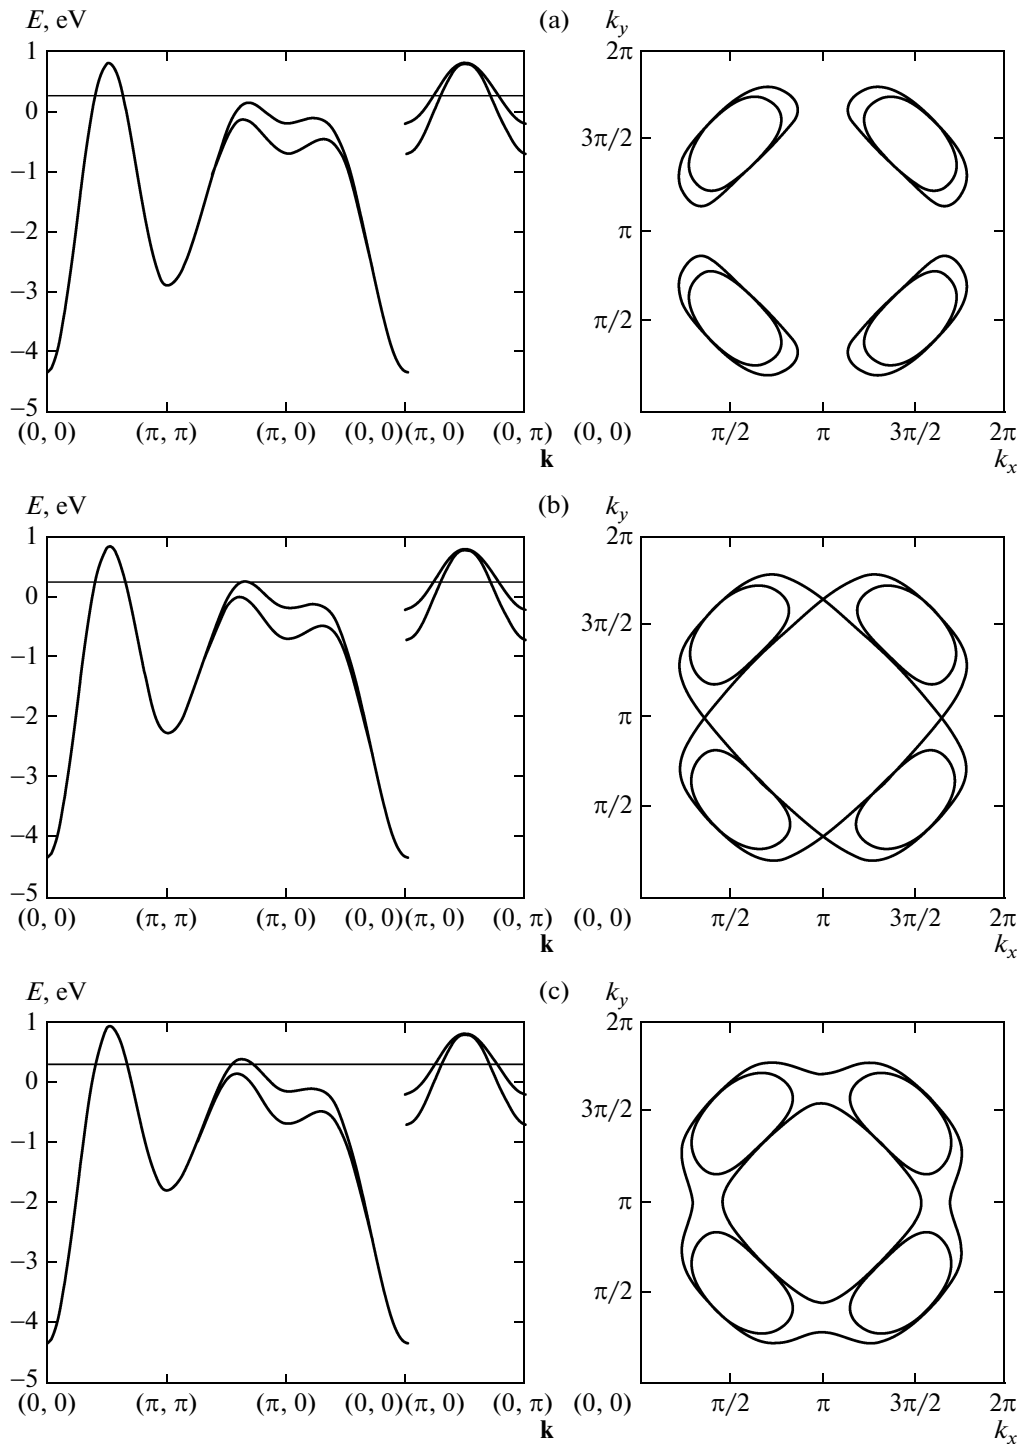 E, eV (a) k_y
1 2π
0 3π/2
−1
−2 π
−3 π/2
−4
−5
(0, 0) (π, π) (π, 0) (0, 0) (π, 0) (0, π) (0, 0) π/2 π 3π/2 2π
k k_x
E, eV (b) k_y
1 2π
0 3π/2
−1
−2 π
−3
−4 π/2
−5
(0, 0) (π, π) (π, 0) (0, 0) (π, 0) (0, π) (0, 0) π/2 π 3π/2 2π
k k_x
E, eV (c) k_y
1 2π
0 3π/2
−1
−2 π
−3 π/2
−4
−5
(0, 0) (π, π) (π, 0) (0, 0) (π, 0) (0, π) (0, 0) π/2 π 3π/2 2π
k k_x